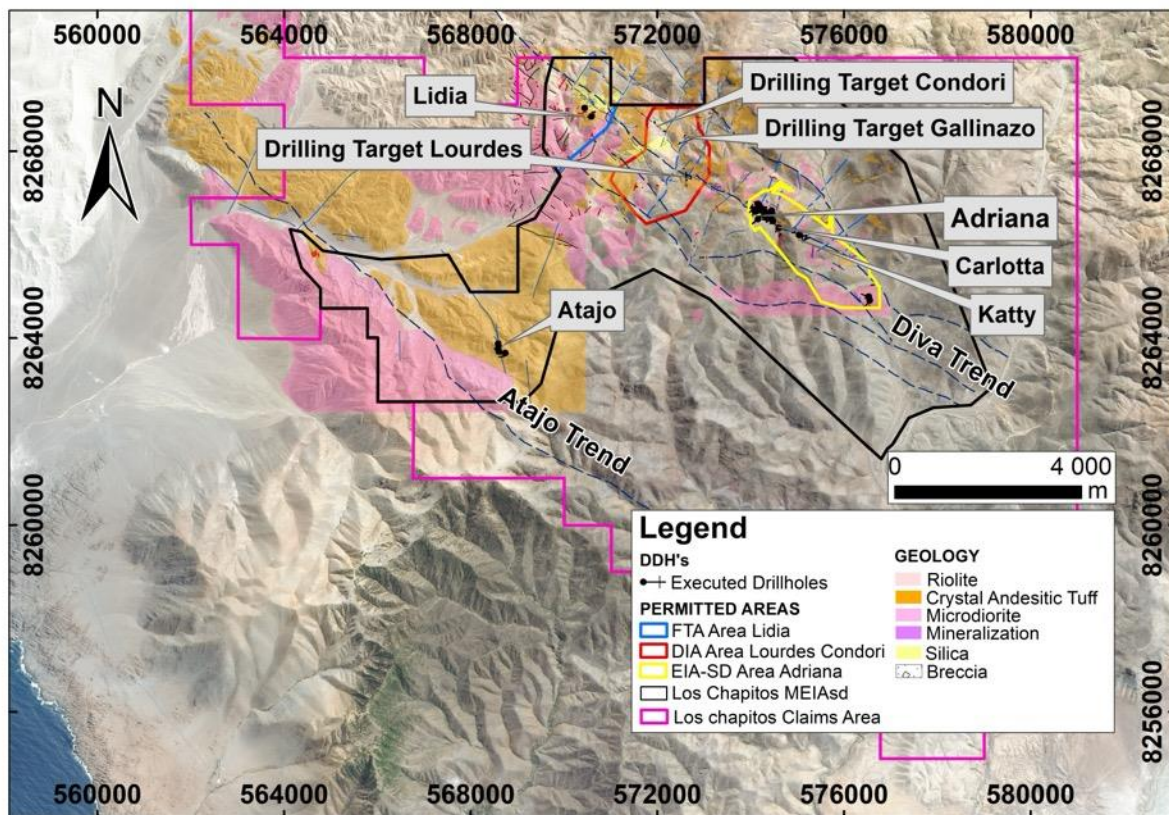 560000 564000 568000 572000 576000 580000
N
Lidia
Drilling Target Condori
Drilling Target Gallinazo
Drilling Target Lourdes
8268000
8268000
Adriana
Carlotta
Katty
Atajo
8264000
8264000
Diva Trend
Atajo Trend
0 4 000
m
8260000
8260000
Legend
DDH's
Executed Drillholes
PERMITTED AREAS
FTA Area Lidia
DIA Area Lourdes Condori
EIA-SD Area Adriana
Los Chapitos MEIAsd
Los chapitos Claims Area
GEOLOGY
Riolite
Crystal Andesitic Tuff
Microdiorite
Mineralization
Silica
Breccia
8256000
8256000
560000 564000 568000 572000 576000 580000